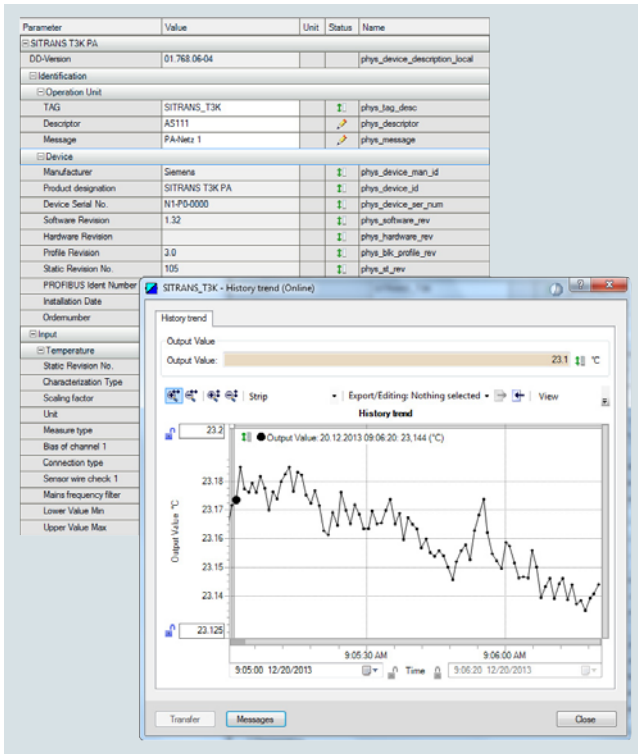 Parameter Value Unit Status Name
SITRANS T3K PA
DD-Version 01.768.06-04 phys_device_description_local
Identification
Operation Unit
TAG SITRANS_T3K phys_tag_desc
Descriptor AS111 phys_descriptor
Message PA-Netz 1 phys_message
Device
Manufacturer Siemens phys_device_man_id
Product designation SITRANS T3K PA phys_device_id
Device Serial No. N1-P0-0000 phys_device_ser_num
Software Revision 1.32 phys_software_rev
Hardware Revision phys_hardware_rev
Profile Revision 3.0 phys_blk_profile_rev
Static Revision No. 105 phys_st_rev
PROFIBUS Ident Number
Installation Date
Ordernumber
Input
Temperature
Static Revision No.
Characterization Type
Scaling factor
Unit
Measure type
Bias of channel 1
Connection type
Sensor wire check 1
Mains frequency filter
Lower Value Min
Upper Value Max
SITRANS_T3K - History trend (Online)
History trend
Output Value
Output Value: 23.1 °C
Strip Export/Editing: Nothing selected View
History trend
Output Value: 20.12.2013 09:06:20: 23,144 (°C)
Output Value °C
23.2
23.18
23.17
23.16
23.15
23.14
23.125
9:05:30 AM 9:06:00 AM
9:05:00 12/20/2013 Time 9:06:20 12/20/2013
Transfer Messages Close